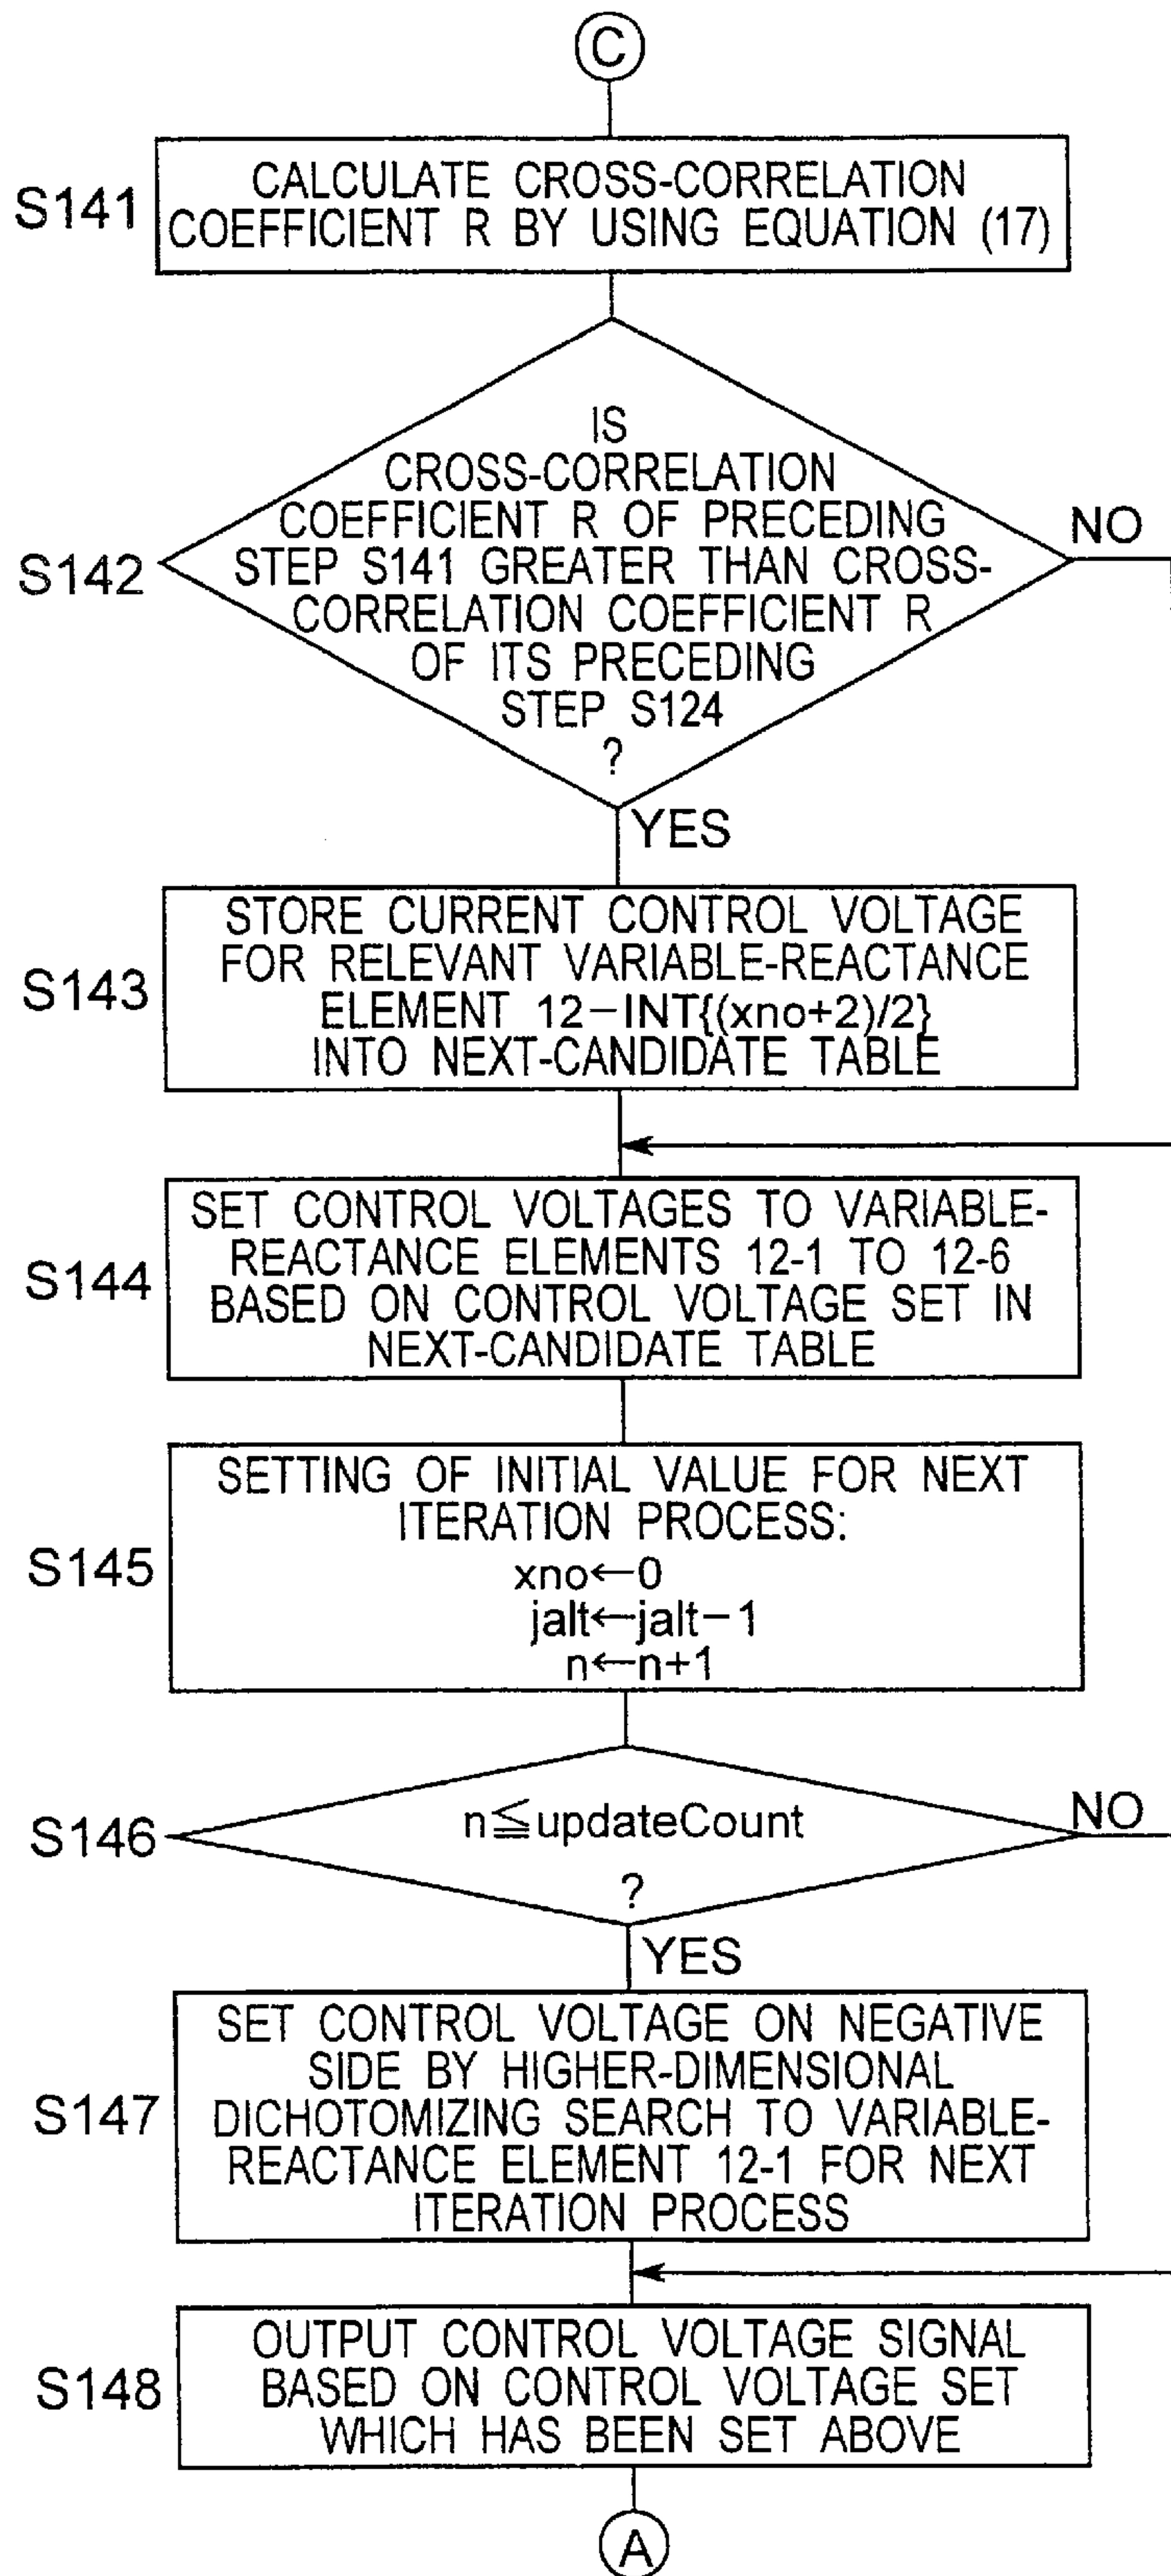 C
S141
CALCULATE CROSS-CORRELATION
COEFFICIENT R BY USING EQUATION (17)
S142
IS
CROSS-CORRELATION
COEFFICIENT R OF PRECEDING
STEP S141 GREATER THAN CROSS-
CORRELATION COEFFICIENT R
OF ITS PRECEDING
STEP S124
?
NO
YES
S143
STORE CURRENT CONTROL VOLTAGE
FOR RELEVANT VARIABLE-REACTANCE
ELEMENT 12−INT{(xno+2)/2}
INTO NEXT-CANDIDATE TABLE
S144
SET CONTROL VOLTAGES TO VARIABLE-
REACTANCE ELEMENTS 12-1 TO 12-6
BASED ON CONTROL VOLTAGE SET IN
NEXT-CANDIDATE TABLE
S145
SETTING OF INITIAL VALUE FOR NEXT
ITERATION PROCESS:
xno←0
jalt←jalt−1
n←n+1
S146
n≦updateCount
?
NO
YES
S147
SET CONTROL VOLTAGE ON NEGATIVE
SIDE BY HIGHER-DIMENSIONAL
DICHOTOMIZING SEARCH TO VARIABLE-
REACTANCE ELEMENT 12-1 FOR NEXT
ITERATION PROCESS
S148
OUTPUT CONTROL VOLTAGE SIGNAL
BASED ON CONTROL VOLTAGE SET
WHICH HAS BEEN SET ABOVE
A